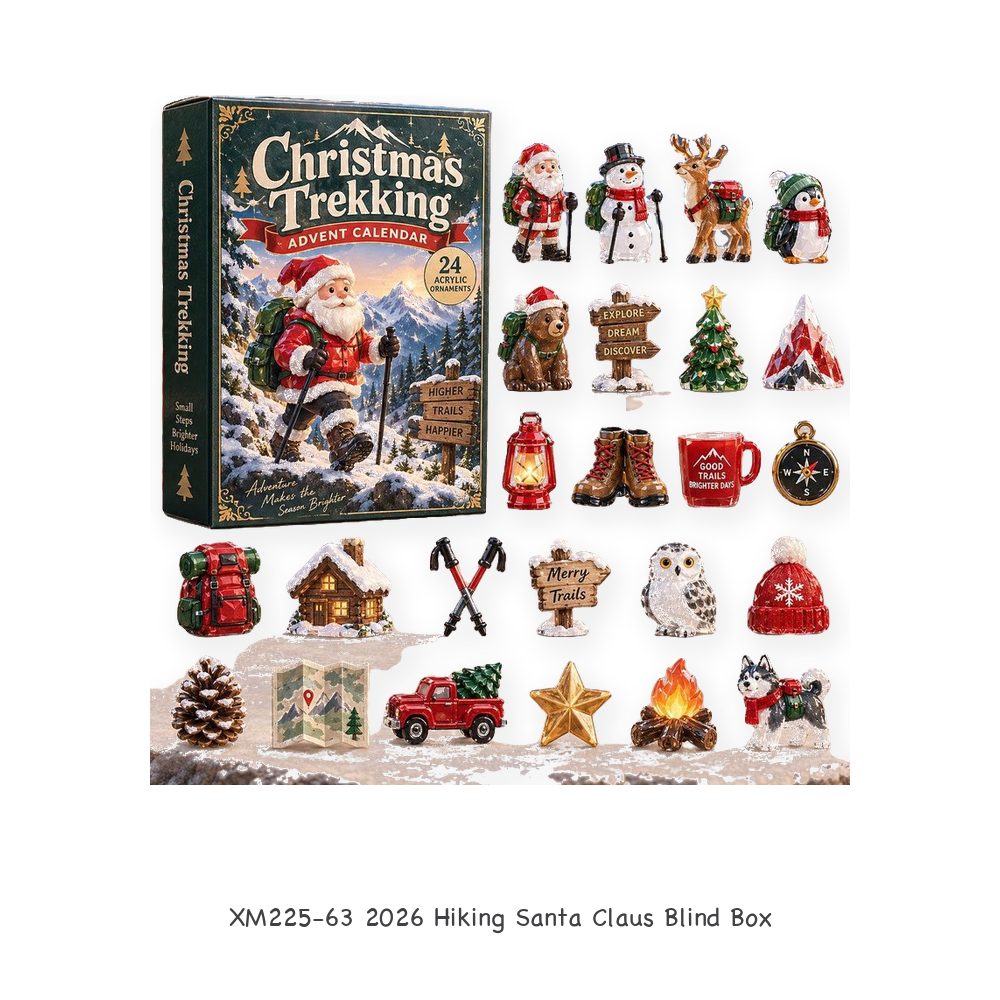 Christmas
Trekking
ADVENT CALENDAR
24
ACRYLIC
ORNAMENTS
HIGHER
TRAILS
HAPPIER
Adventure
Makes the
Season Brighter
Christmas Trekking
Small
Steps
Brighter
Holidays
EXPLORE
DREAM
DISCOVER
GOOD
TRAILS
BRIGHTER DAYS
N
W E
S
Merry
Trails
XM225-63 2026 Hiking Santa Claus Blind Box